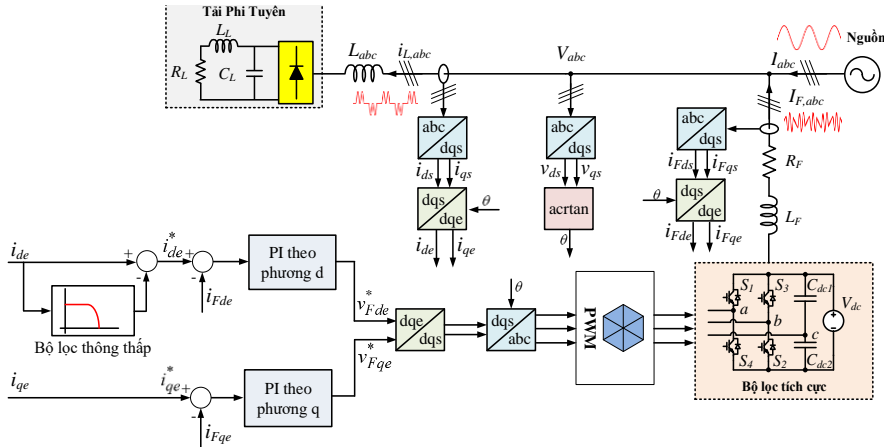 Tải Phi Tuyên
L_L
R_L
C_L
L_abc
i_L,abc
V_abc
I_abc
Nguồn
I_F,abc
abc
dqs
abc
dqs
abc
dqs
R_F
i_ds
i_qs
v_ds
v_qs
i_Fds
i_Fqs
dqs
dqe
θ
acrtan
θ
dqs
dqe
L_F
i_de
i_qe
θ
i_Fde
i_Fqe
i_de
+
-
i*_de
+
-
i_Fde
PI theo
phương d
v*_Fde
Bộ lọc thông thấp
dqe
dqs
θ
dqs
abc
PWM
S_1
S_3
C_dc1
V_dc
a
b
c
S_4
S_2
C_dc2
Bộ lọc tích cực
i_qe
i*_qe
+
-
i_Fqe
PI theo
phương q
v*_Fqe